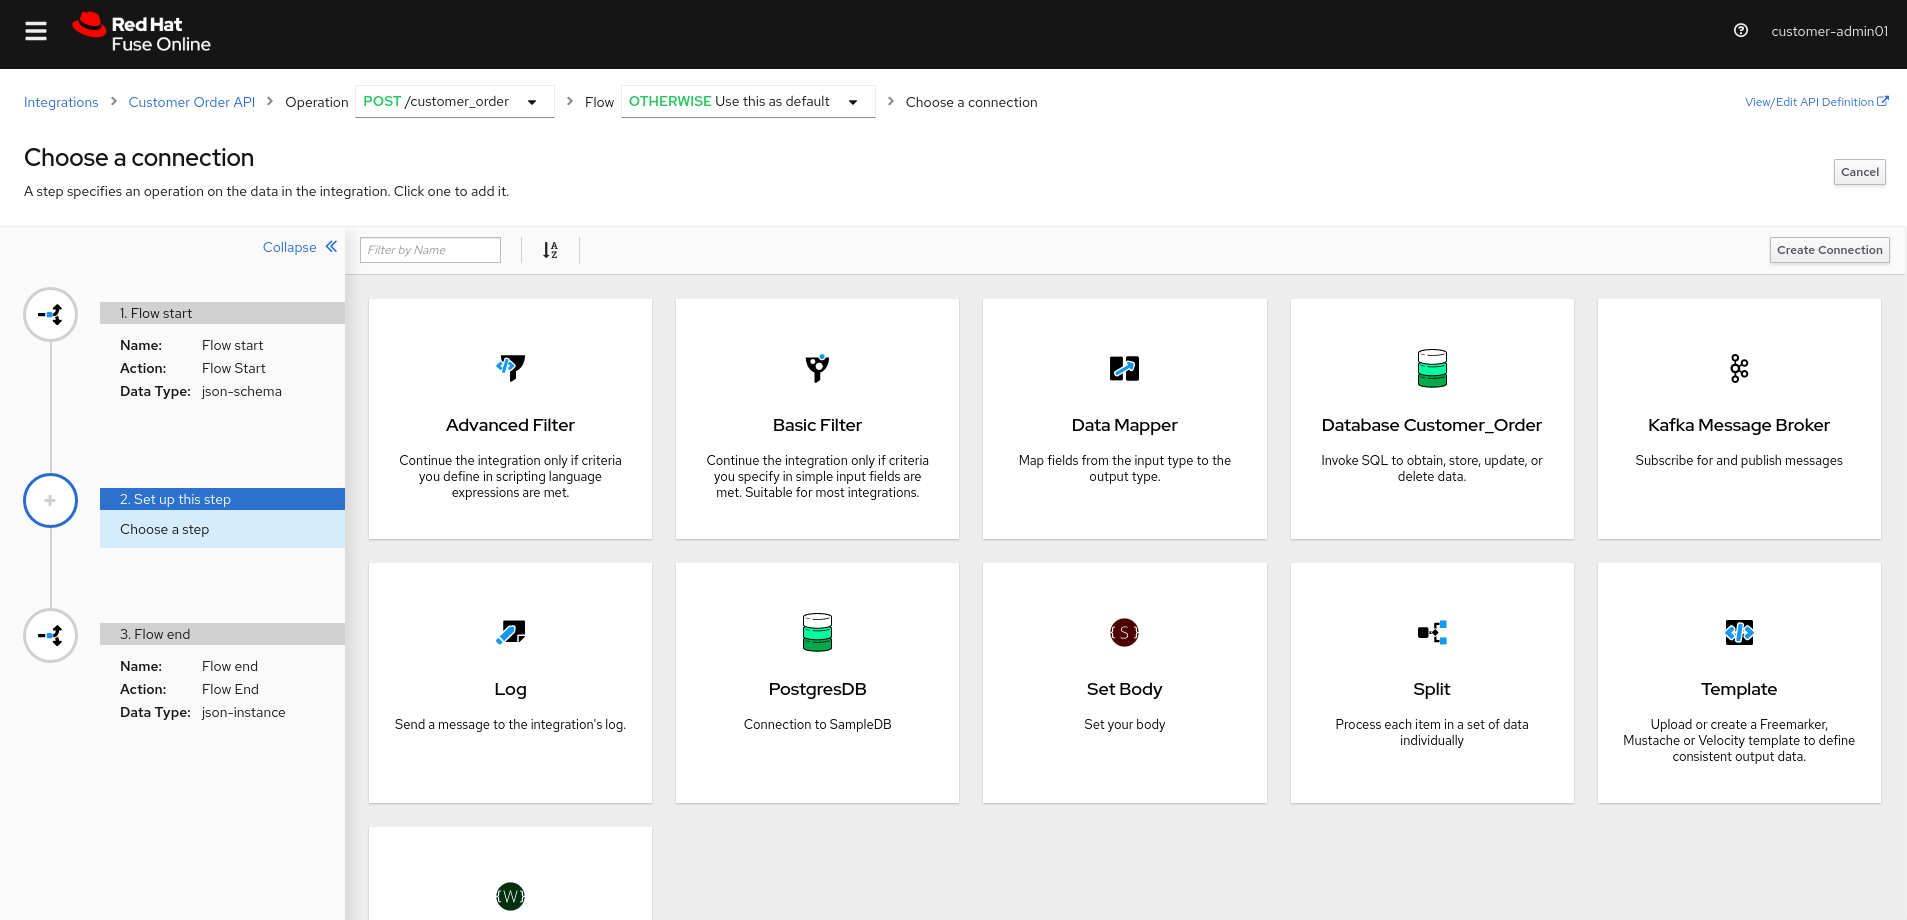 Red Hat
Fuse Online
customer-admin01
Integrations > Customer Order API > Operation POST /customer_order > Flow OTHERWISE Use this as default > Choose a connection
View/Edit API Definition
Choose a connection
A step specifies an operation on the data in the integration. Click one to add it.
Cancel
Collapse
Filter by Name
A
Z
Create Connection
1. Flow start
Name: Flow start
Action: Flow Start
Data Type: json-schema
2. Set up this step
Choose a step
3. Flow end
Name: Flow end
Action: Flow End
Data Type: json-instance
Advanced Filter
Continue the integration only if criteria
you define in scripting language
expressions are met.
Basic Filter
Continue the integration only if criteria
you specify in simple input fields are
met. Suitable for most integrations.
Data Mapper
Map fields from the input type to the
output type.
Database Customer_Order
Invoke SQL to obtain, store, update, or
delete data.
Kafka Message Broker
Subscribe for and publish messages
Log
Send a message to the integration's log.
PostgresDB
Connection to SampleDB
{S}
Set Body
Set your body
Split
Process each item in a set of data
individually
Template
Upload or create a Freemarker,
Mustache or Velocity template to define
consistent output data.
{W}